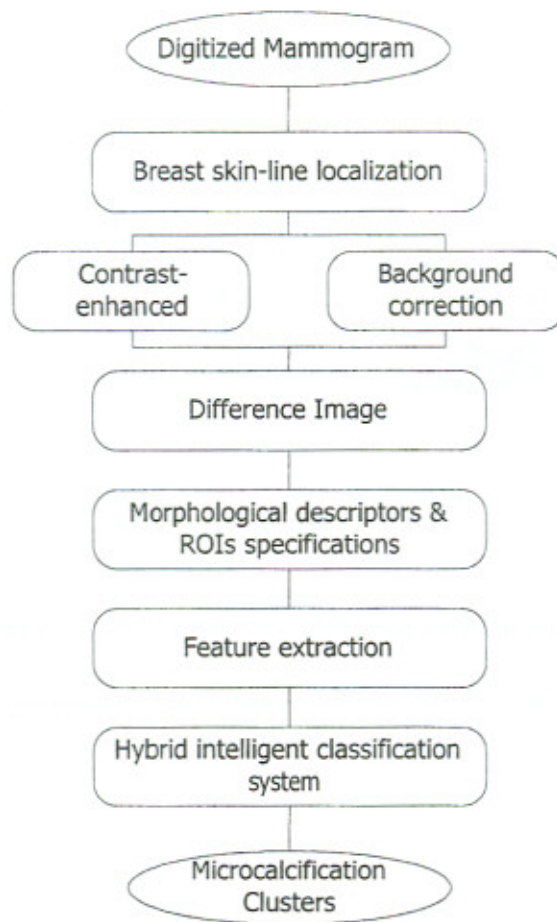 Digitized Mammogram
Breast skin-line localization
Contrast-
enhanced
Background
correction
Difference Image
Morphological descriptors &
ROIs specifications
Feature extraction
Hybrid intelligent classification
system
Microcalcification
Clusters